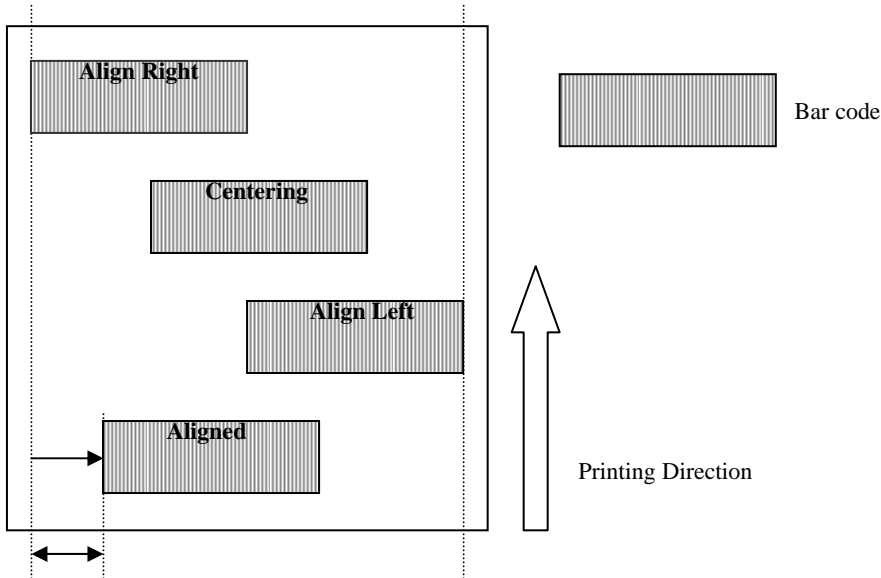 Align Right
Bar code
Centering
Align Left
Aligned
Printing Direction